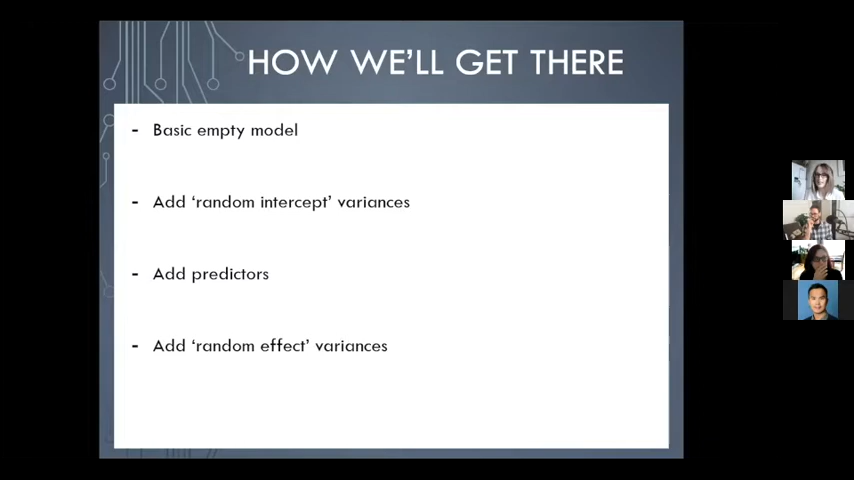 HOW WE'LL GET THERE
- Basic empty model
- Add ‘random intercept’ variances
- Add predictors
- Add ‘random effect’ variances